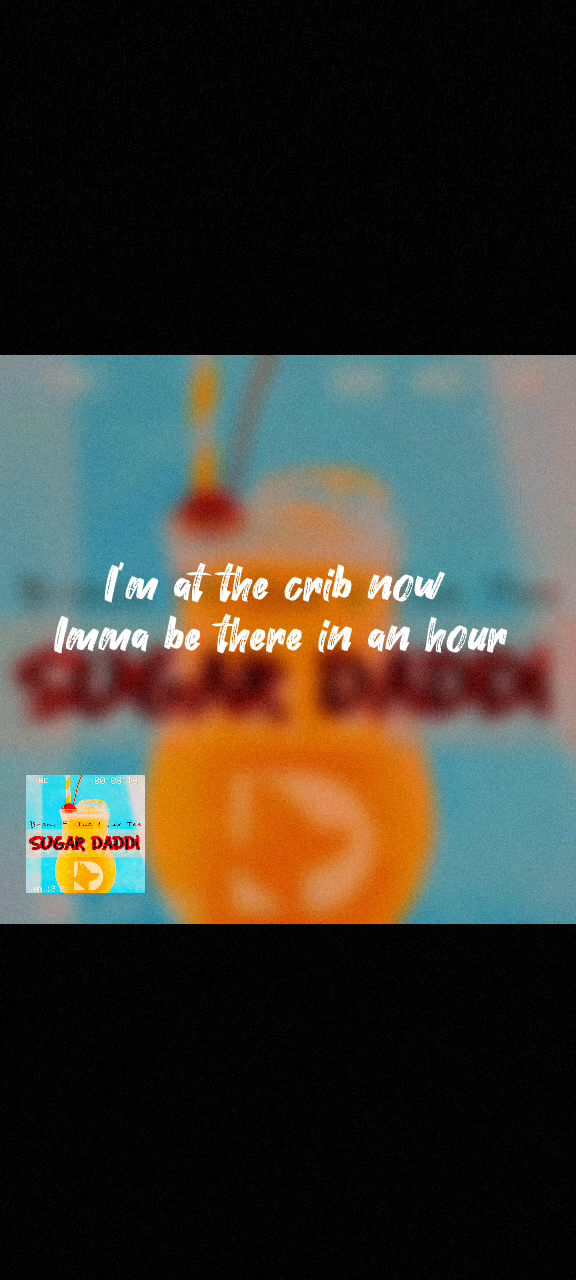 I'm at the crib now
Imma be there in an hour
SUGAR DADDI
SUGAR DADDI